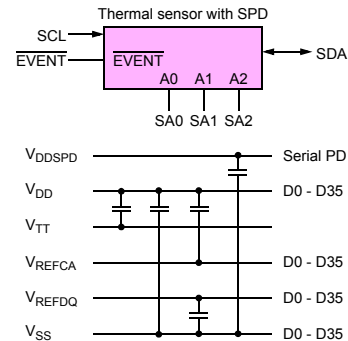 Thermal sensor with SPD
SCL
EVENT
EVENT
SDA
A0 A1 A2
SA0 SA1 SA2
VDDSPD Serial PD
VDD D0 - D35
VTT
VREFCA D0 - D35
VREFDQ D0 - D35
VSS D0 - D35